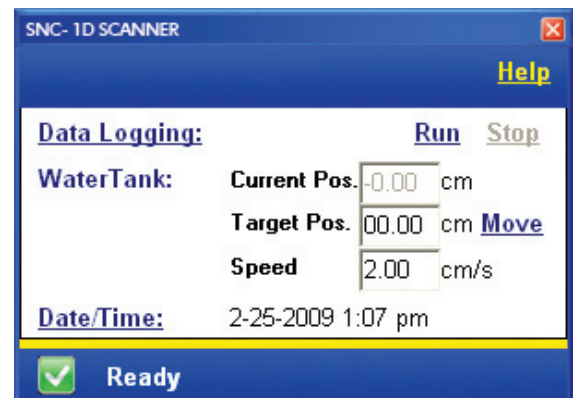 SNC- 1D SCANNER
Help
Data Logging: Run Stop
WaterTank: Current Pos. -0.00 cm
Target Pos. 00.00 cm Move
Speed 2.00 cm/s
Date/Time: 2-25-2009 1:07 pm
Ready